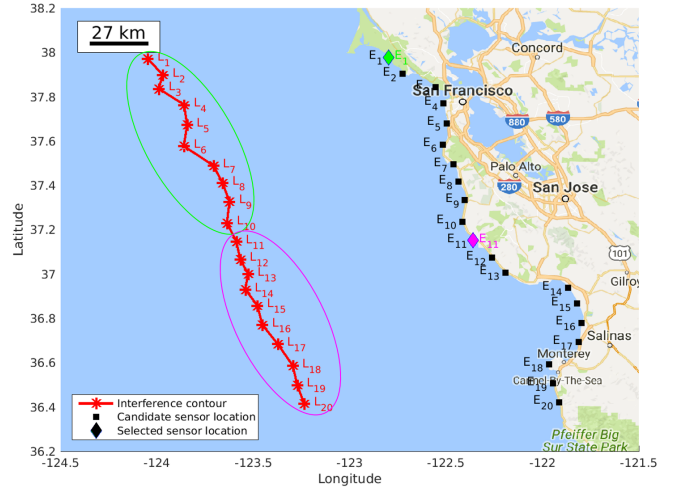 38.2
38
37.8
37.6
37.4
37.2
37
36.8
36.6
36.4
36.2
Latitude
27 km
L1
L2
L3
L4
L5
L6
L7
L8
L9
L10
L11
L12
L13
L14
L15
L16
L17
L18
L19
L20
E1 E1
E2
E4
E5
E6
E7
E8
E9
E10
E11 E11
E12
E13
E14
E15
E16
E17
E18
E19
E20
Concord
San Francisco
880
580
Palo Alto
280
San Jose
101
Gilroy
Salinas
Monterey
Carmel-By-The-Sea
Pfeiffer Big
Sur State Park
Interference contour
Candidate sensor location
Selected sensor location
-124.5 -124 -123.5 -123 -122.5 -122 -121.5
Longitude